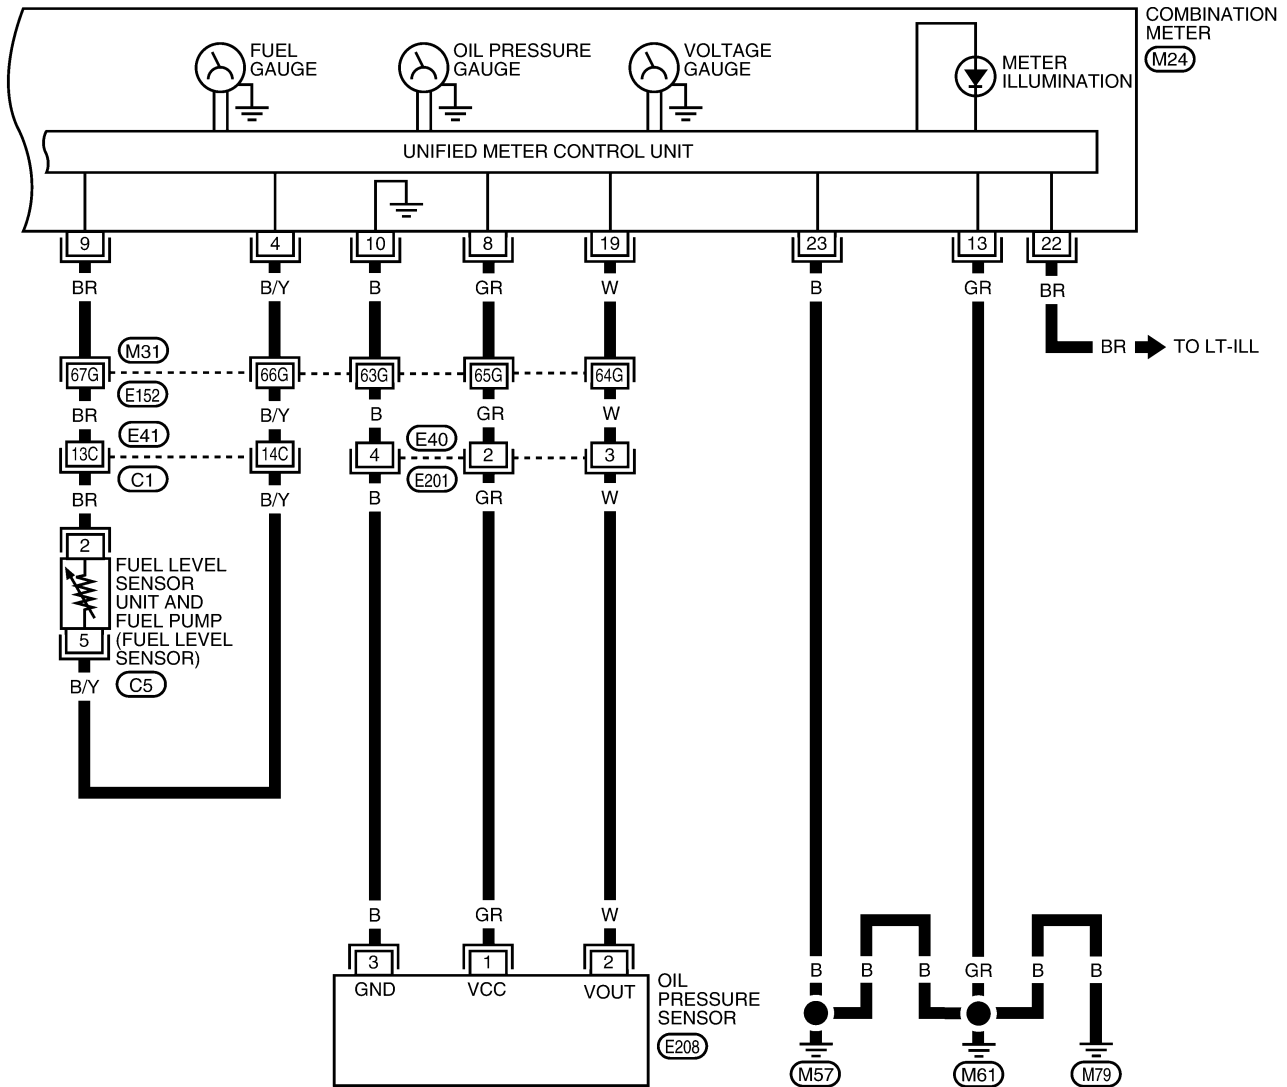 COMBINATION
METER
M24
FUEL
GAUGE
OIL PRESSURE
GAUGE
VOLTAGE
GAUGE
METER
ILLUMINATION
UNIFIED METER CONTROL UNIT
9 4 10 8 19 23 13 22
BR B/Y B GR W B GR BR
BR TO LT-ILL
M31
67G 66G 63G 65G 64G
E152
BR B/Y B GR W
E41 E40
13C 14C 4 2 3
C1 E201
BR B/Y B GR W
2
FUEL LEVEL
SENSOR
UNIT AND
FUEL PUMP
(FUEL LEVEL
SENSOR)
5
B/Y
C5
B GR W
3 1 2
GND VCC VOUT
OIL
PRESSURE
SENSOR
E208
B B B GR B B
M57 M61 M79